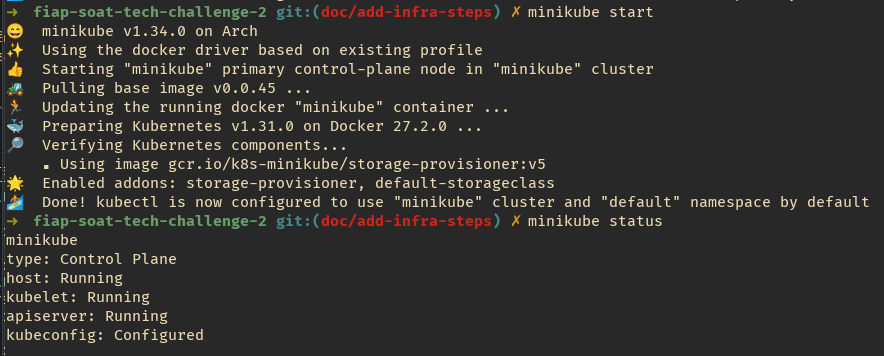 → fiap-soat-tech-challenge-2 git:(doc/add-infra-steps) ✗ minikube start
😄 minikube v1.34.0 on Arch
✨ Using the docker driver based on existing profile
👍 Starting "minikube" primary control-plane node in "minikube" cluster
🚜 Pulling base image v0.0.45 ...
🏃 Updating the running docker "minikube" container ...
🐳 Preparing Kubernetes v1.31.0 on Docker 27.2.0 ...
🔎 Verifying Kubernetes components...
▪ Using image gcr.io/k8s-minikube/storage-provisioner:v5
🌟 Enabled addons: storage-provisioner, default-storageclass
🏄 Done! kubectl is now configured to use "minikube" cluster and "default" namespace by default
→ fiap-soat-tech-challenge-2 git:(doc/add-infra-steps) ✗ minikube status
minikube
type: Control Plane
host: Running
kubelet: Running
apiserver: Running
kubeconfig: Configured